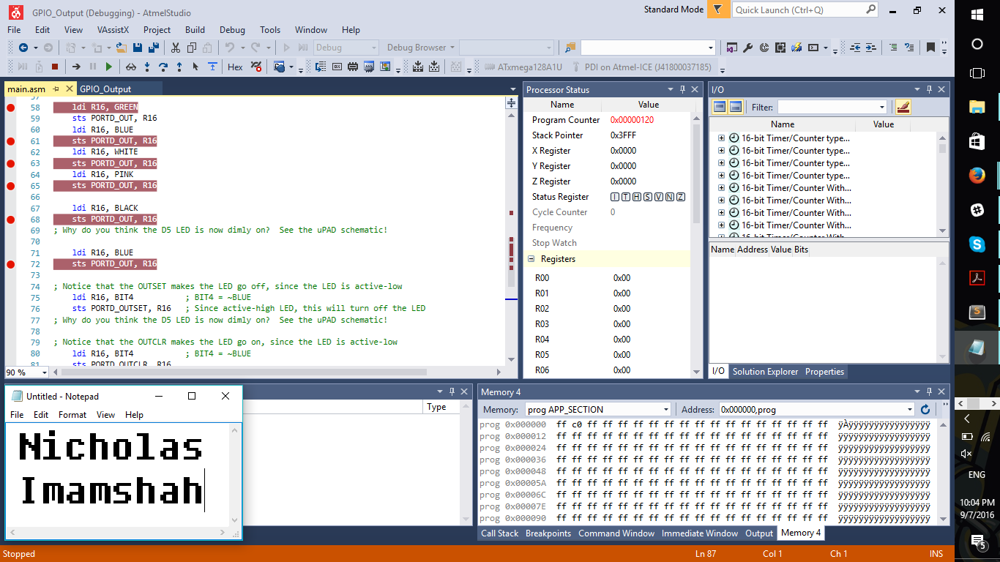 GPIO_Output (Debugging) - AtmelStudio
Standard Mode
Quick Launch (Ctrl+Q)
File Edit View VAssistX Project Build Debug Tools Window Help
Debug Debug Browser
Hex ATxmega128A1U PDI on Atmel-ICE (J41800037185)
main.asm GPIO_Output
57
58 ldi R16, GREEN
59 sts PORTD_OUT, R16
60 ldi R16, BLUE
61 sts PORTD_OUT, R16
62 ldi R16, WHITE
63 sts PORTD_OUT, R16
64 ldi R16, PINK
65 sts PORTD_OUT, R16
66
67 ldi R16, BLACK
68 sts PORTD_OUT, R16
69 ; Why do you think the D5 LED is now dimly on?  See the uPAD schematic!
70
71 ldi R16, BLUE
72 sts PORTD_OUT, R16
73
74 ; Notice that the OUTSET makes the LED go off, since the LED is active-low
75 ldi R16, BIT4 ; BIT4 = ~BLUE
76 sts PORTD_OUTSET, R16 ; Since active-high LED, this will turn off the LED
77 ; Why do you think the D5 LED is now dimly on?  See the uPAD schematic!
78
79 ; Notice that the OUTCLR makes the LED go on, since the LED is active-low
80 ldi R16, BIT4 ; BIT4 = ~BLUE
81 sts PORTD_OUTCLR, R16
90 %
Processor Status
Name Value
Program Counter 0x00000120
Stack Pointer 0x3FFF
X Register 0x0000
Y Register 0x0000
Z Register 0x0000
Status Register I T H S V N Z
Cycle Counter 0
Frequency
Stop Watch
Registers
R00 0x00
R01 0x00
R02 0x00
R03 0x00
R04 0x00
R05 0x00
R06 0x00
I/O
Filter:
Name Value
16-bit Timer/Counter type...
16-bit Timer/Counter type...
16-bit Timer/Counter type...
16-bit Timer/Counter type...
16-bit Timer/Counter With...
16-bit Timer/Counter With...
16-bit Timer/Counter With...
16-bit Timer/Counter With...
16-bit Timer/Counter With...
Name Address Value Bits
I/O Solution Explorer Properties
Type
Untitled - Notepad
File Edit Format View Help
Nicholas
Imamshah
Memory 4
Memory: prog APP_SECTION Address: 0x000000,prog
prog 0x000000 ff c0 ff ff ff ff ff ff ff ff ff ff ff ff ff ff ff ff ÿÀÿÿÿÿÿÿÿÿÿÿÿÿÿÿÿÿ
prog 0x000012 ff ff ff ff ff ff ff ff ff ff ff ff ff ff ff ff ff ff ÿÿÿÿÿÿÿÿÿÿÿÿÿÿÿÿÿÿ
prog 0x000024 ff ff ff ff ff ff ff ff ff ff ff ff ff ff ff ff ff ff ÿÿÿÿÿÿÿÿÿÿÿÿÿÿÿÿÿÿ
prog 0x000036 ff ff ff ff ff ff ff ff ff ff ff ff ff ff ff ff ff ff ÿÿÿÿÿÿÿÿÿÿÿÿÿÿÿÿÿÿ
prog 0x000048 ff ff ff ff ff ff ff ff ff ff ff ff ff ff ff ff ff ff ÿÿÿÿÿÿÿÿÿÿÿÿÿÿÿÿÿÿ
prog 0x00005A ff ff ff ff ff ff ff ff ff ff ff ff ff ff ff ff ff ff ÿÿÿÿÿÿÿÿÿÿÿÿÿÿÿÿÿÿ
prog 0x00006C ff ff ff ff ff ff ff ff ff ff ff ff ff ff ff ff ff ff ÿÿÿÿÿÿÿÿÿÿÿÿÿÿÿÿÿÿ
prog 0x00007E ff ff ff ff ff ff ff ff ff ff ff ff ff ff ff ff ff ff ÿÿÿÿÿÿÿÿÿÿÿÿÿÿÿÿÿÿ
prog 0x000090 ff ff ff ff ff ff ff ff ff ff ff ff ff ff ff ff ff ff ÿÿÿÿÿÿÿÿÿÿÿÿÿÿÿÿÿÿ
Call Stack Breakpoints Command Window Immediate Window Output Memory 4
Stopped Ln 87 Col 1 Ch 1 INS
ENG
10:04 PM
9/7/2016
5